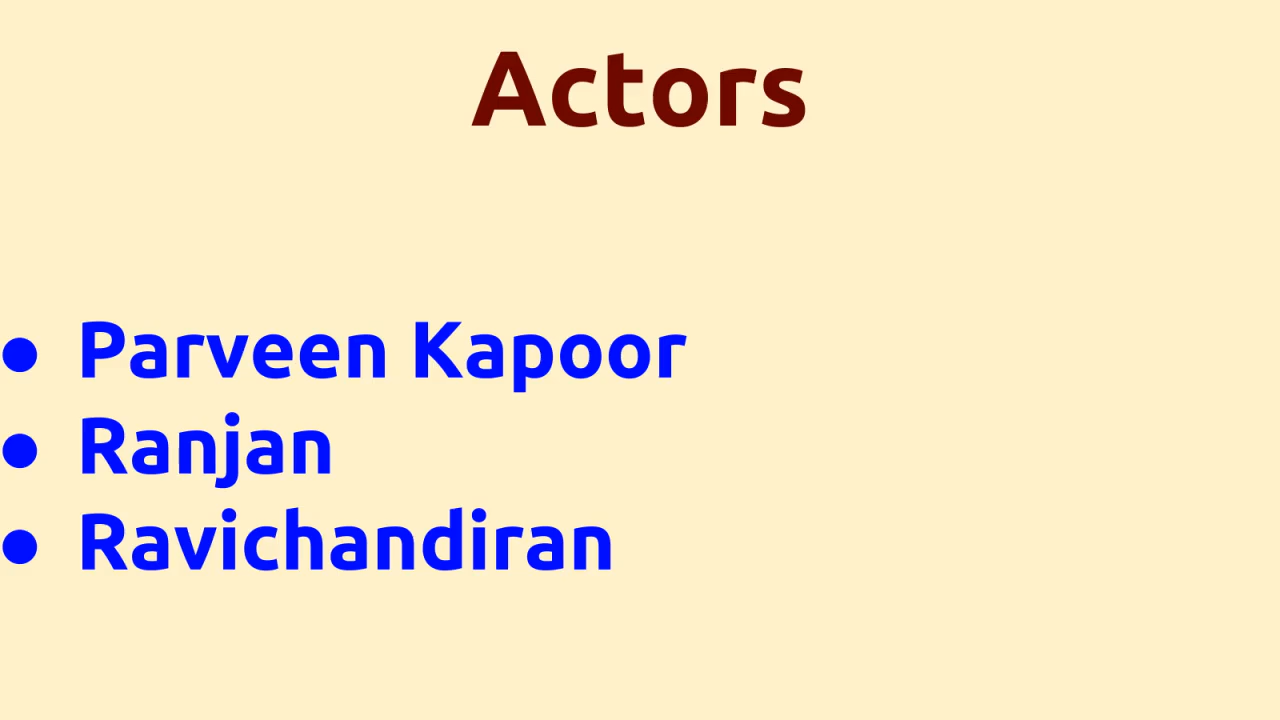 Actors
● Parveen Kapoor
● Ranjan
● Ravichandiran